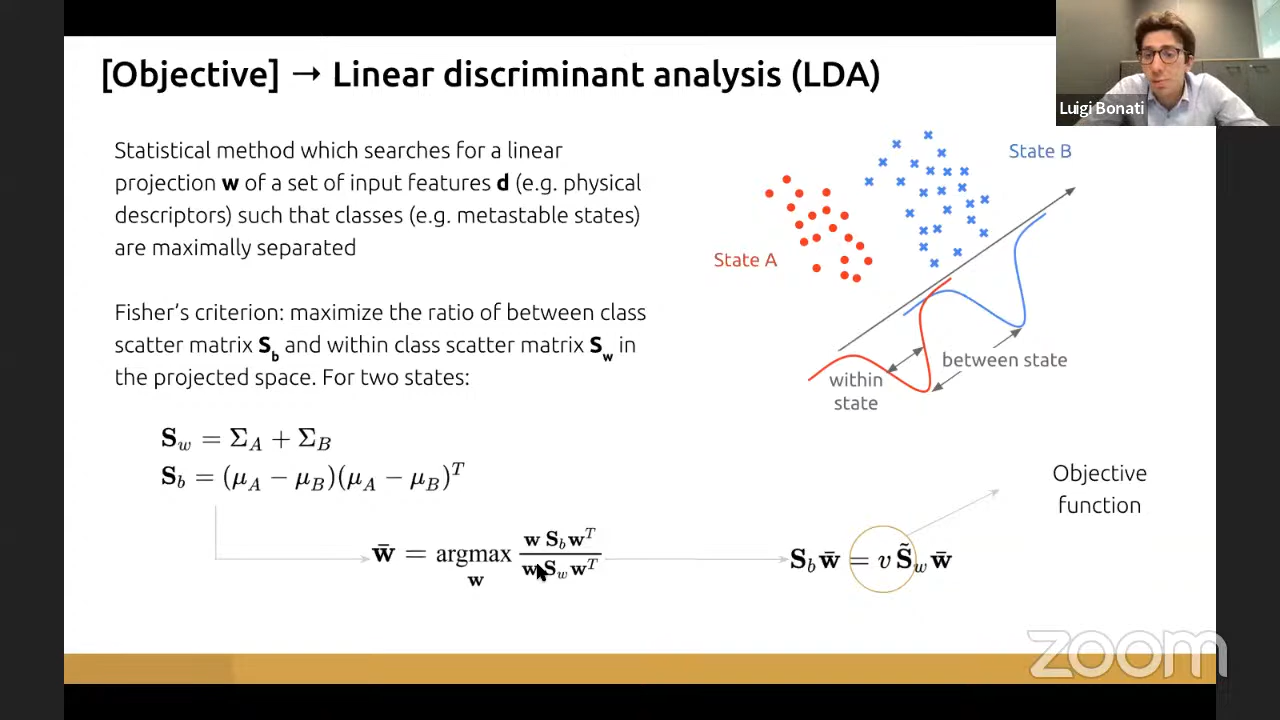 [Objective] → Linear discriminant analysis (LDA)
Luigi Bonati
Statistical method which searches for a linear
projection w of a set of input features d (e.g. physical
descriptors) such that classes (e.g. metastable states)
are maximally separated
Fisher's criterion: maximize the ratio of between class
scatter matrix S_b and within class scatter matrix S_w in
the projected space. For two states:
S_w = Σ_A + Σ_B
S_b = (μ_A − μ_B)(μ_A − μ_B)^T
w̄ = argmax_w (w S_b w^T) / (w S_w w^T)
S_b w̄ = v S̃_w w̄
State B
State A
within
state
between state
Objective
function
zoom